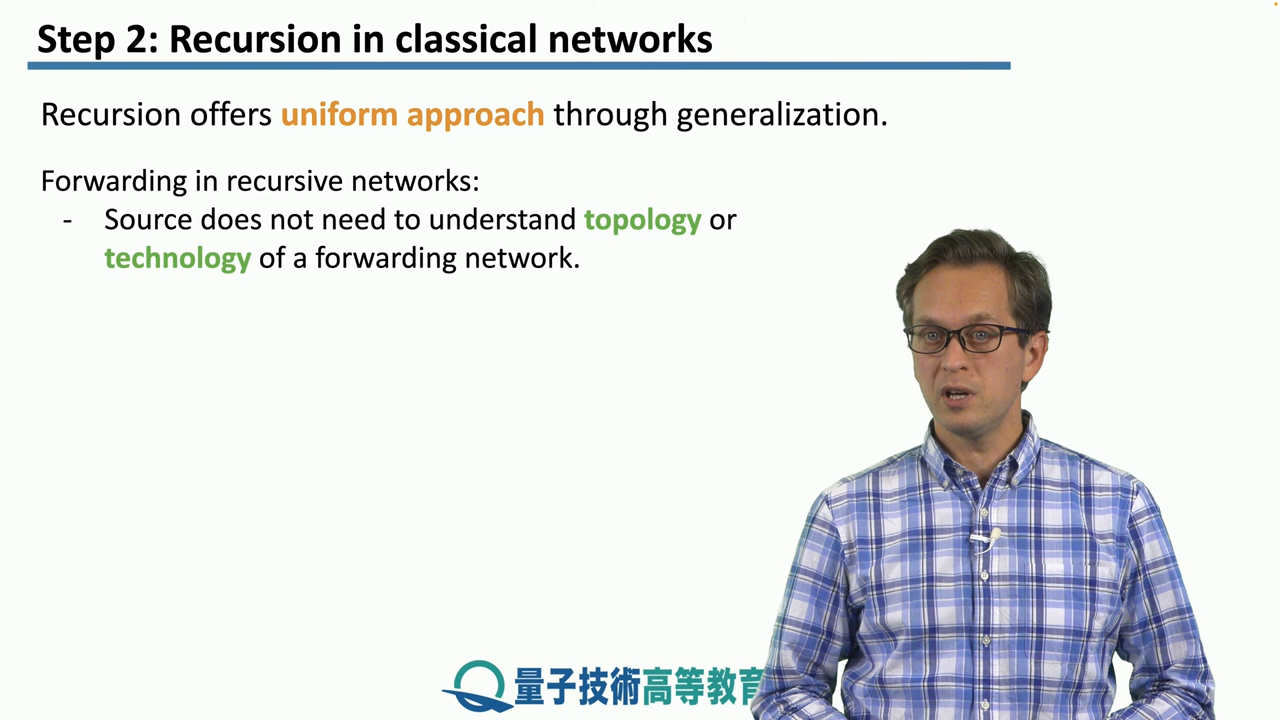 Step 2: Recursion in classical networks
Recursion offers uniform approach through generalization.
Forwarding in recursive networks:
- Source does not need to understand topology or
technology of a forwarding network.
量子技術高等教育